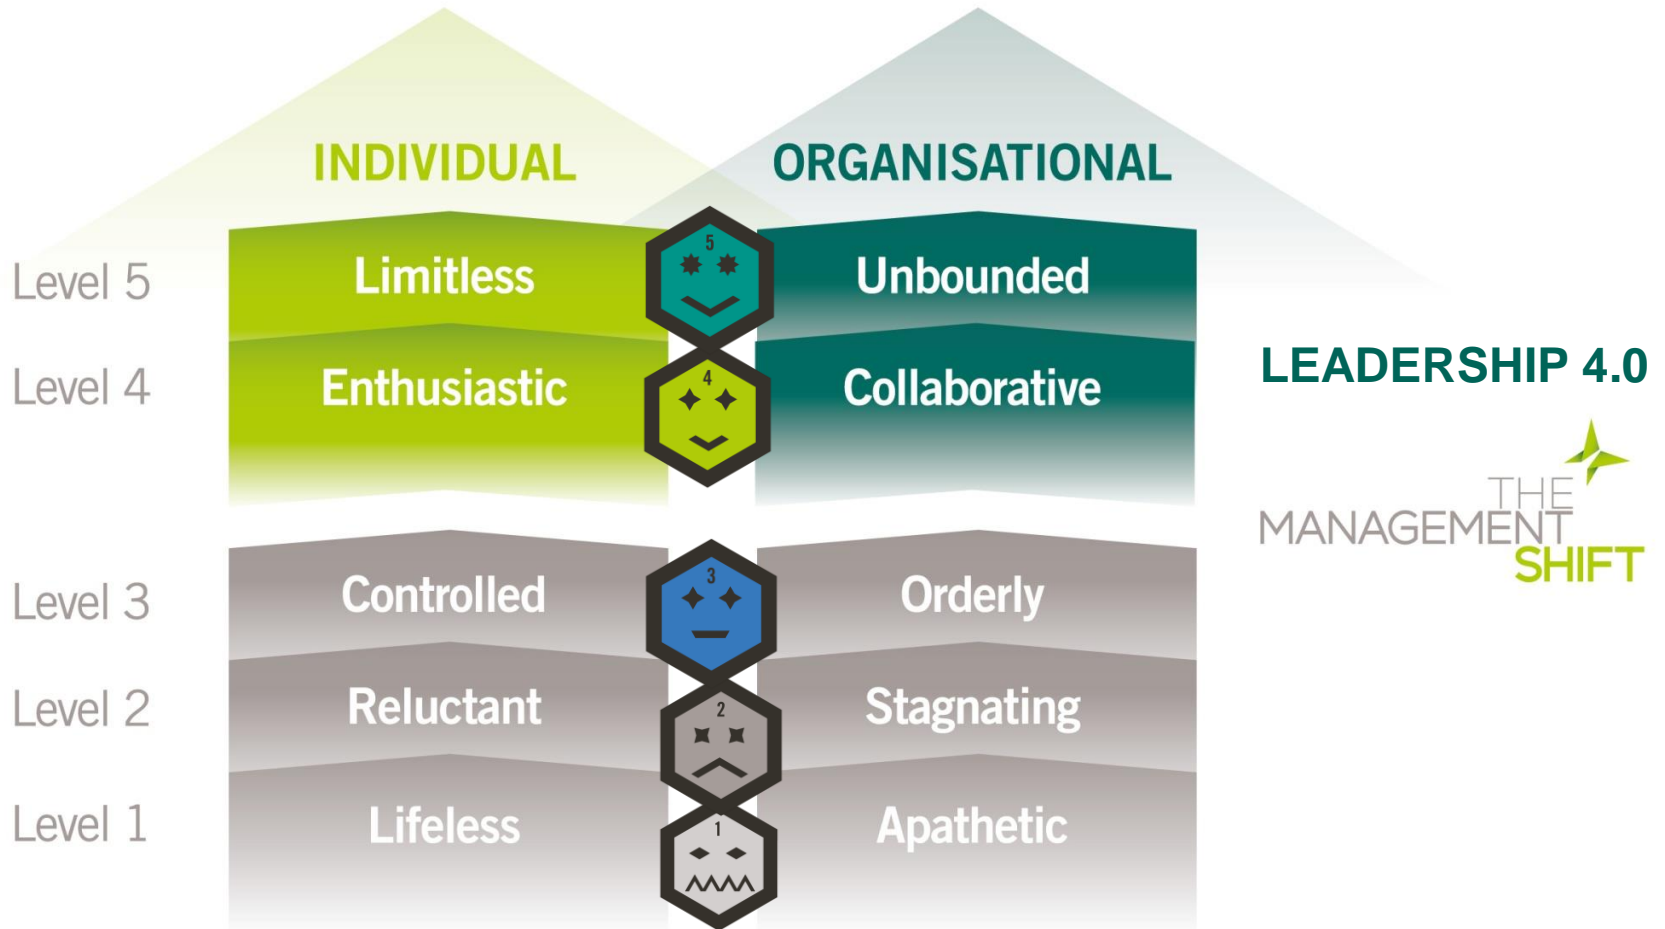 INDIVIDUAL
ORGANISATIONAL
Level 5
Limitless
5
Unbounded
Level 4
Enthusiastic
4
Collaborative
LEADERSHIP 4.0
THE
MANAGEMENT
SHIFT
Level 3
Controlled
3
Orderly
Level 2
Reluctant
2
Stagnating
Level 1
Lifeless
1
Apathetic